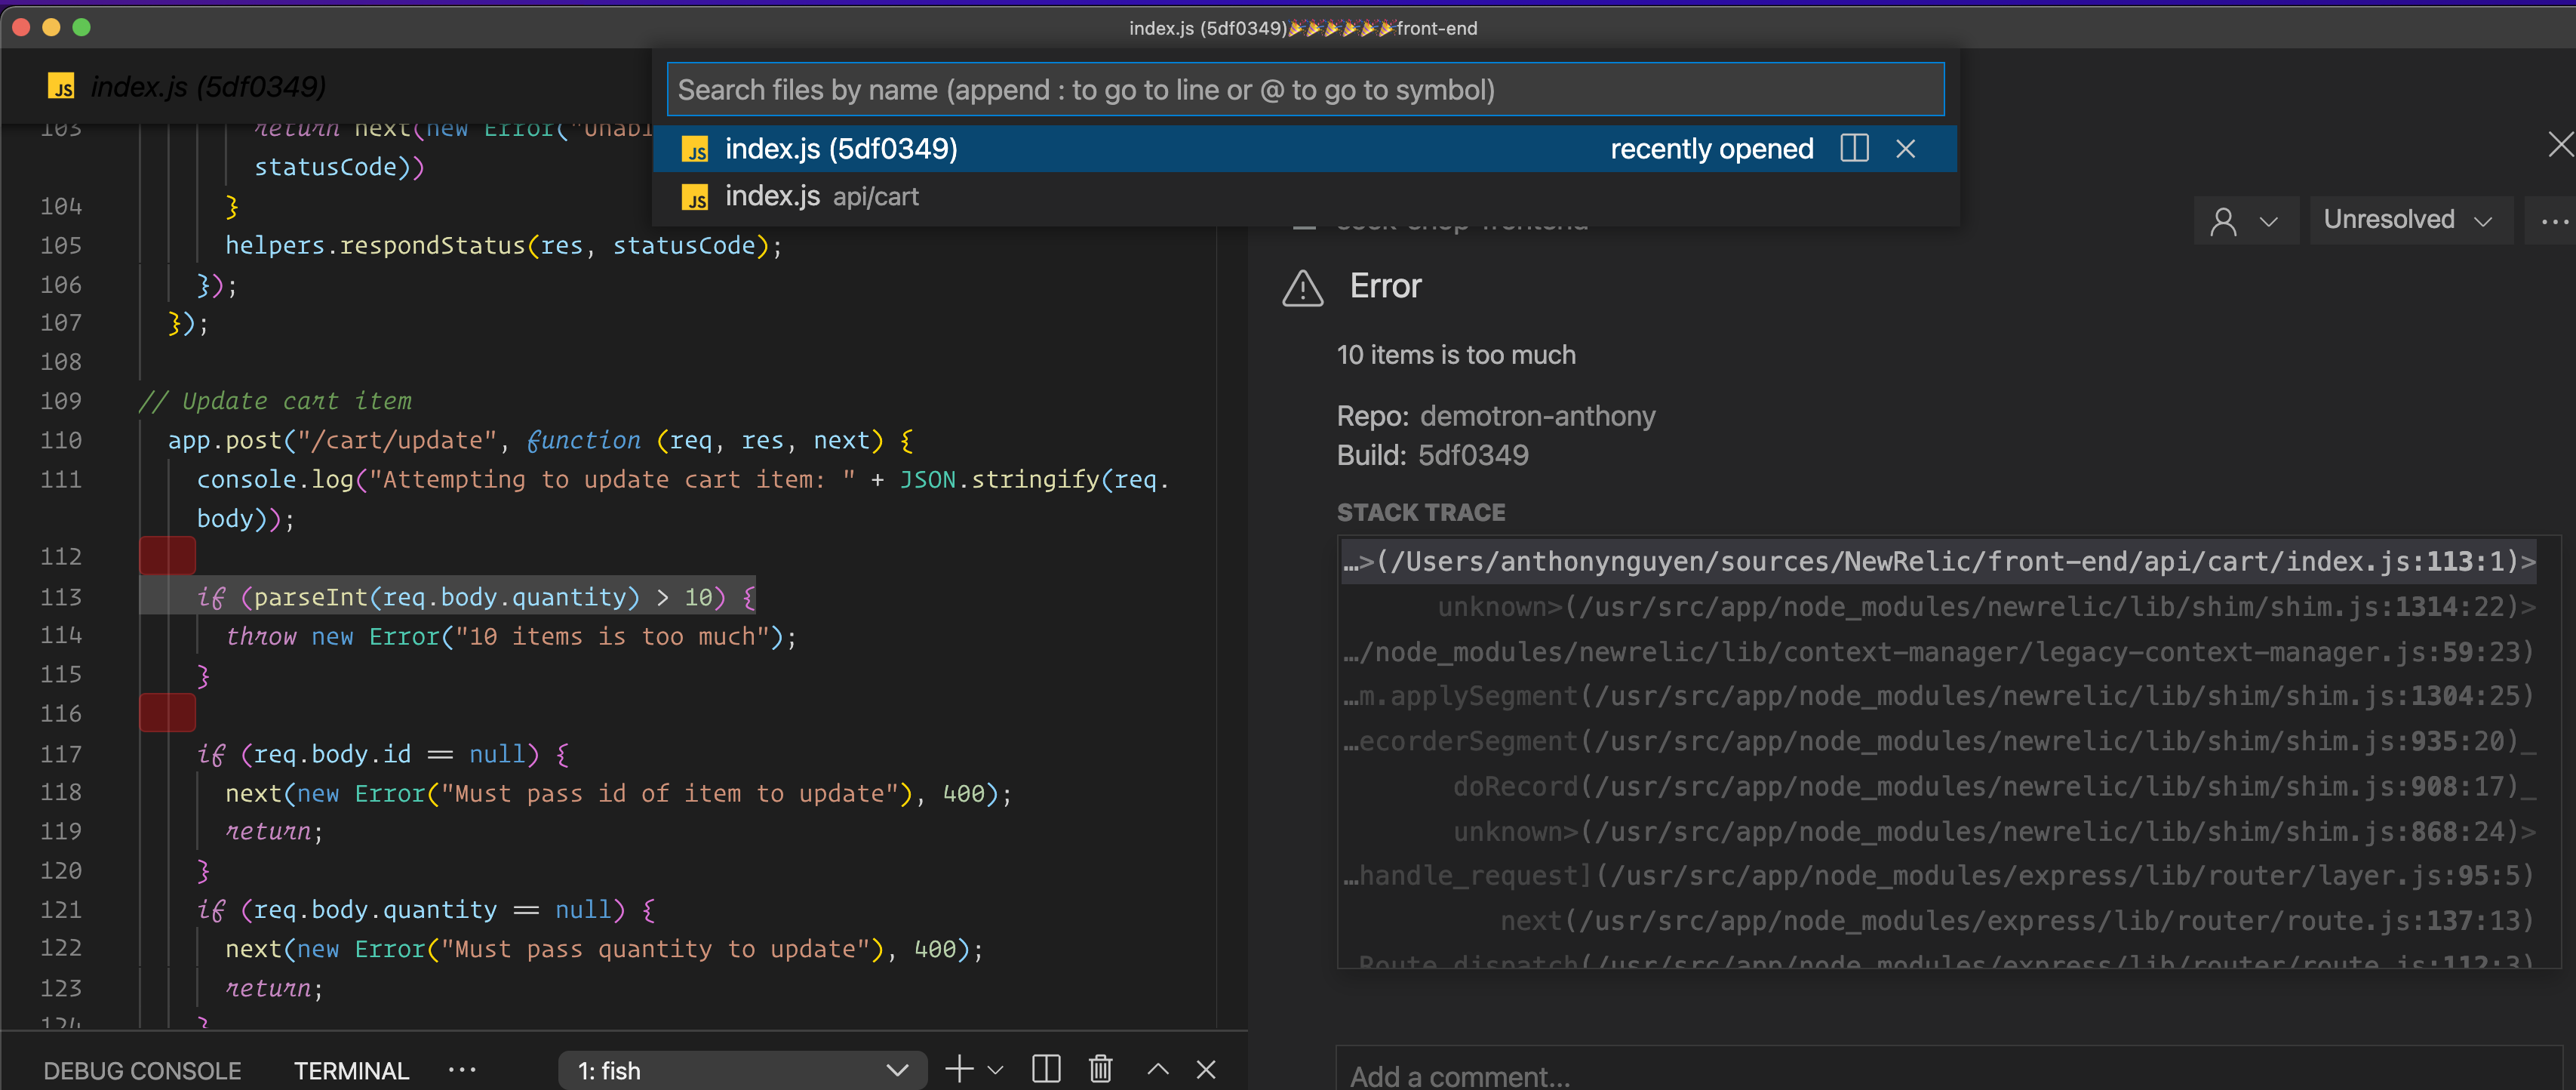 index.js (5df0349)🎉🎉🎉🎉🎉🎉front-end
JS index.js (5df0349)
Search files by name (append : to go to line or @ to go to symbol)
JS index.js (5df0349) recently opened
JS index.js api/cart
103 return next(new Error("Unabl
statusCode))
104 }
105 helpers.respondStatus(res, statusCode);
106 });
107 });
108
109 // Update cart item
110 app.post("/cart/update", function (req, res, next) {
111 console.log("Attempting to update cart item: " + JSON.stringify(req.
body));
112
113 if (parseInt(req.body.quantity) > 10) {
114 throw new Error("10 items is too much");
115 }
116
117 if (req.body.id == null) {
118 next(new Error("Must pass id of item to update"), 400);
119 return;
120 }
121 if (req.body.quantity == null) {
122 next(new Error("Must pass quantity to update"), 400);
123 return;
124 }
DEBUG CONSOLE TERMINAL ··· 1: fish
Unresolved ···
Error
10 items is too much
Repo: demotron-anthony
Build: 5df0349
STACK TRACE
…>(/Users/anthonynguyen/sources/NewRelic/front-end/api/cart/index.js:113:1)>
unknown>(/usr/src/app/node_modules/newrelic/lib/shim/shim.js:1314:22)>
…/node_modules/newrelic/lib/context-manager/legacy-context-manager.js:59:23)
…m.applySegment(/usr/src/app/node_modules/newrelic/lib/shim/shim.js:1304:25)
…ecorderSegment(/usr/src/app/node_modules/newrelic/lib/shim/shim.js:935:20)_
doRecord(/usr/src/app/node_modules/newrelic/lib/shim/shim.js:908:17)_
unknown>(/usr/src/app/node_modules/newrelic/lib/shim/shim.js:868:24)>
…handle_request](/usr/src/app/node_modules/express/lib/router/layer.js:95:5)
next(/usr/src/app/node_modules/express/lib/router/route.js:137:13)
Route.dispatch(/usr/src/app/node_modules/express/lib/router/route.js:112:3)
Add a comment...